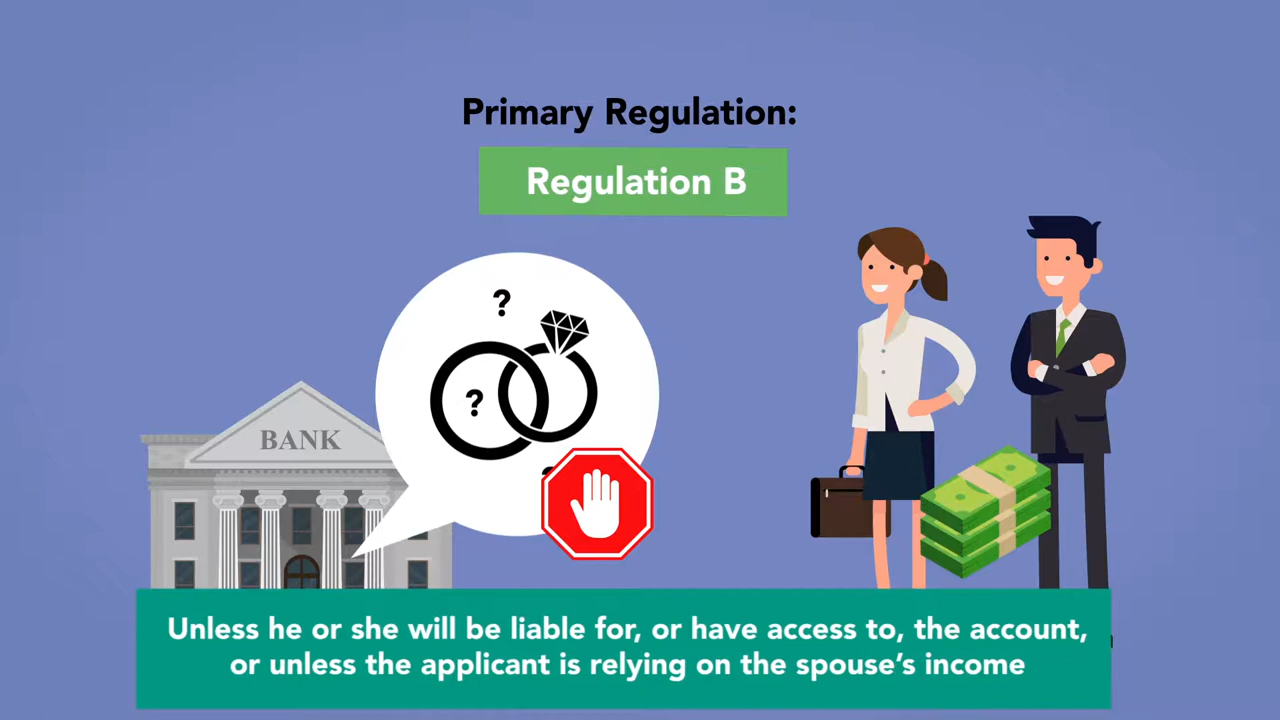 Primary Regulation:
Regulation B
?
?
BANK
Unless he or she will be liable for, or have access to, the account,
or unless the applicant is relying on the spouse's income